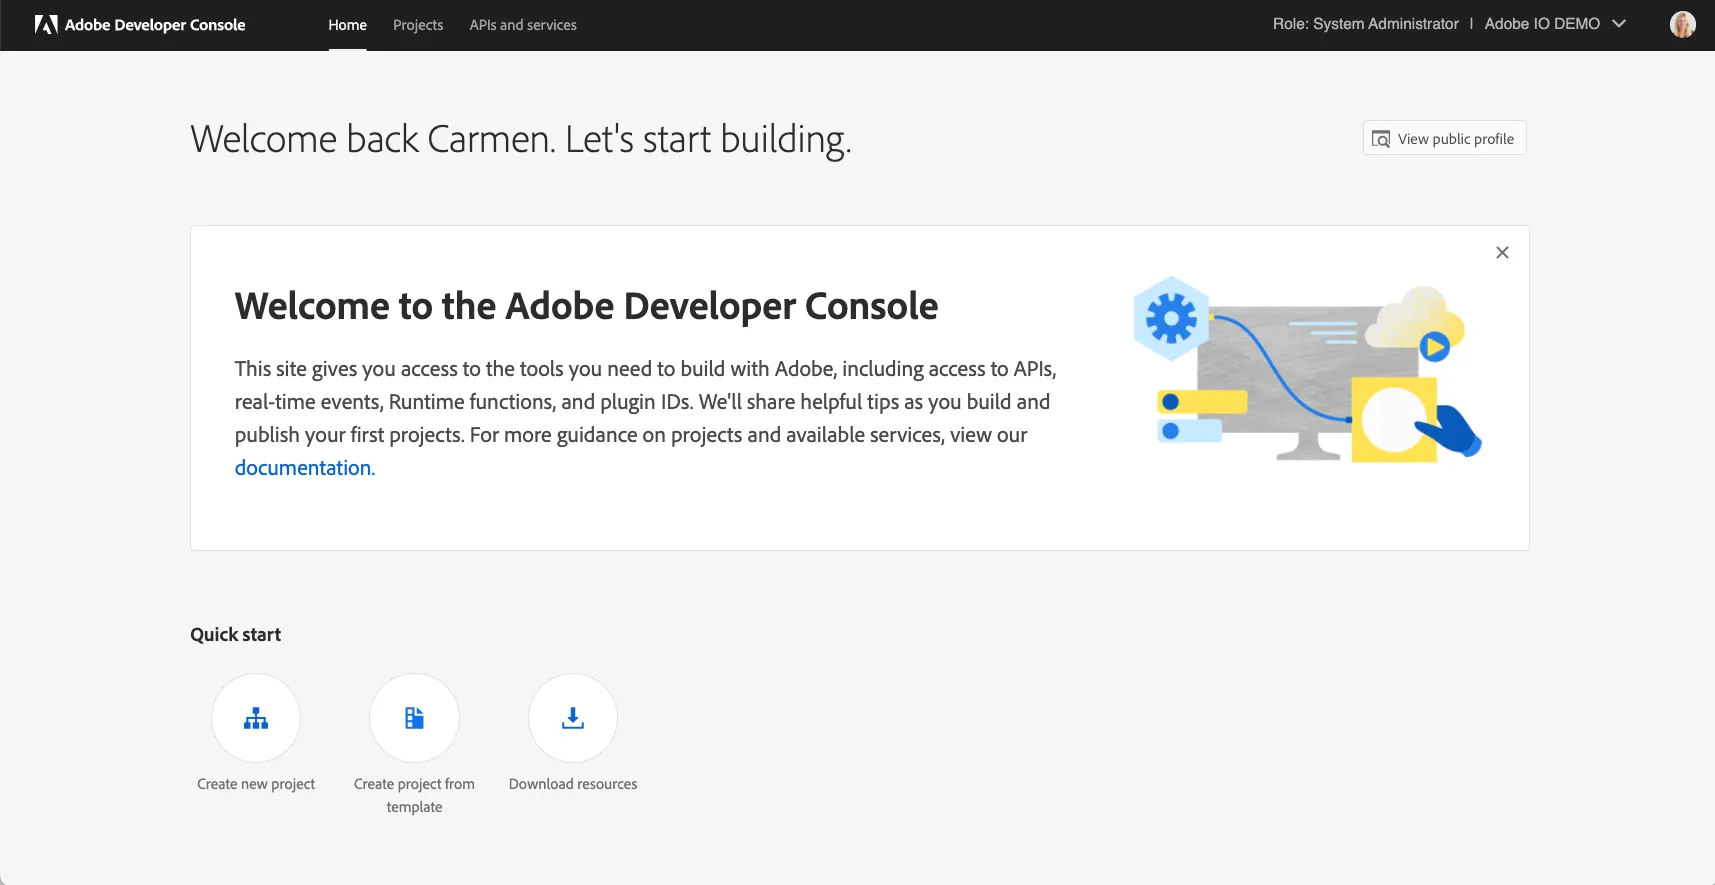 Adobe Developer Console
Home
Projects
APIs and services
Role: System Administrator | Adobe IO DEMO
Welcome back Carmen. Let's start building.
View public profile
Welcome to the Adobe Developer Console
This site gives you access to the tools you need to build with Adobe, including access to APIs,
real-time events, Runtime functions, and plugin IDs. We'll share helpful tips as you build and
publish your first projects. For more guidance on projects and available services, view our
documentation.
Quick start
Create new project
Create project from
template
Download resources